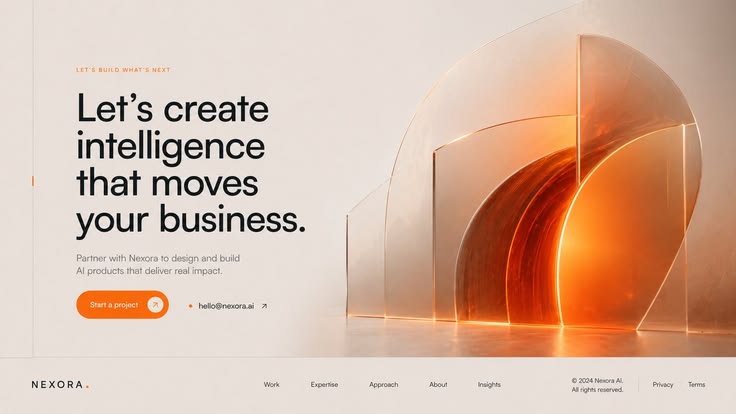 LET'S BUILD WHAT'S NEXT
Let's create
intelligence
that moves
your business.
Partner with Nexora to design and build
AI products that deliver real impact.
Start a project
hello@nexora.ai
NEXORA.
Work
Expertise
Approach
About
Insights
© 2024 Nexora AI.
All rights reserved.
Privacy
Terms